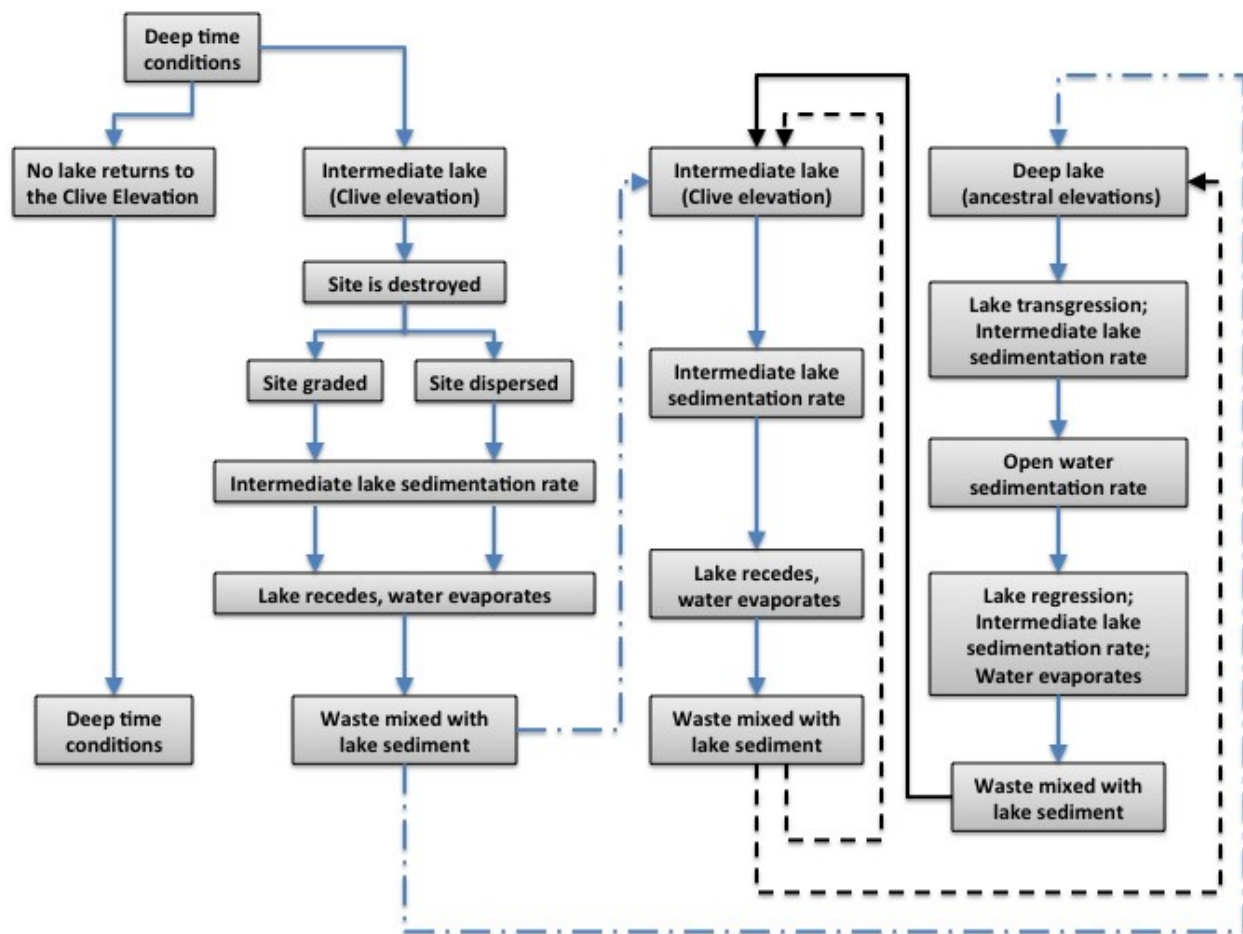 Deep time
conditions
No lake returns to
the Clive Elevation
Deep time
conditions
Intermediate lake
(Clive elevation)
Site is destroyed
Site graded
Site dispersed
Intermediate lake sedimentation rate
Lake recedes, water evaporates
Waste mixed with
lake sediment
Intermediate lake
(Clive elevation)
Intermediate lake
sedimentation rate
Lake recedes,
water evaporates
Waste mixed with
lake sediment
Deep lake
(ancestral elevations)
Lake transgression;
Intermediate lake
sedimentation rate
Open water
sedimentation rate
Lake regression;
Intermediate lake
sedimentation rate;
Water evaporates
Waste mixed with
lake sediment